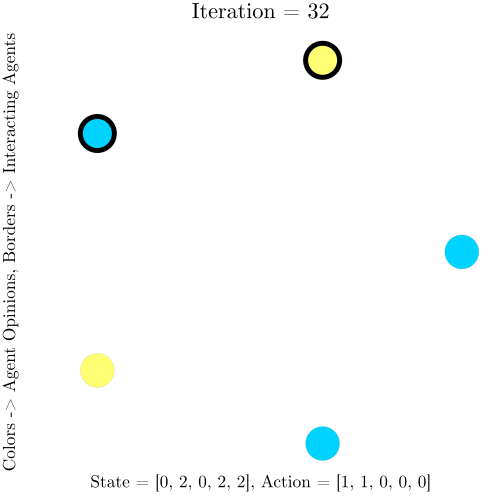 Iteration = 32
Colors -> Agent Opinions, Borders -> Interacting Agents
State = [0, 2, 0, 2, 2], Action = [1, 1, 0, 0, 0]